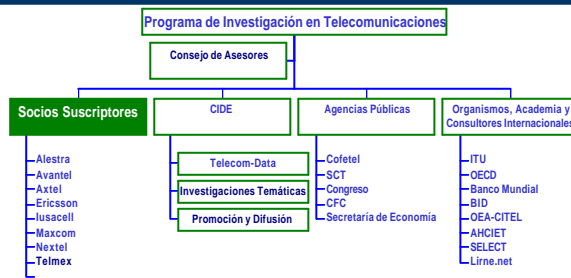 Programa de Investigación en Telecomunicaciones
Consejo de Asesores
Socios Suscriptores
Alestra
Avantel
Axtel
Ericsson
Iusacell
Maxcom
Nextel
Telmex
CIDE
Telecom-Data
Investigaciones Temáticas
Promoción y Difusión
Agencias Públicas
Cofetel
SCT
Congreso
CFC
Secretaría de Economía
Organismos, Academia y
Consultores Internacionales
ITU
OECD
Banco Mundial
BID
OEA-CITEL
AHCIET
SELECT
Lirne.net